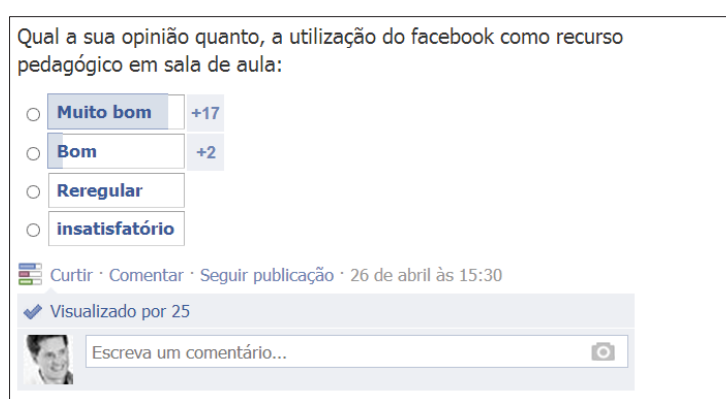 Qual a sua opinião quanto, a utilização do facebook como recurso
pedagógico em sala de aula:
Muito bom +17
Bom +2
Reregular
insatisfatório
Curtir · Comentar · Seguir publicação · 26 de abril às 15:30
Visualizado por 25
Escreva um comentário...